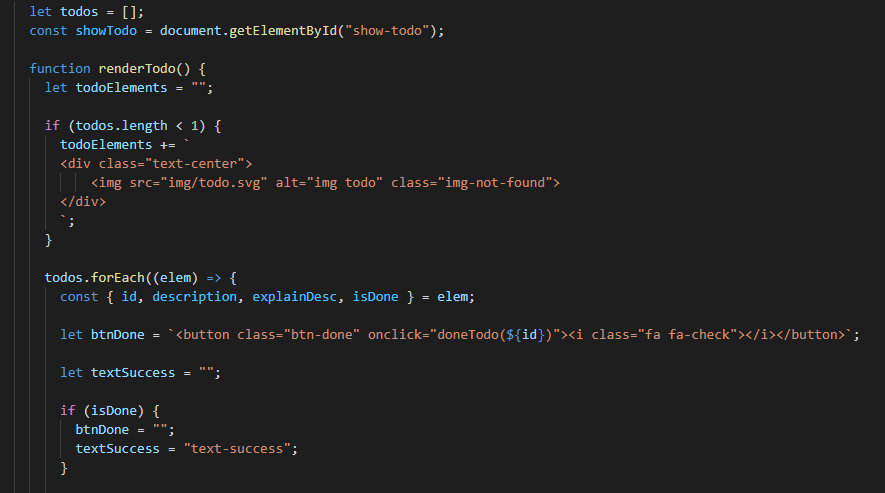 let todos = [];
const showTodo = document.getElementById("show-todo");
function renderTodo() {
let todoElements = "";
if (todos.length < 1) {
todoElements += `
<div class="text-center">
<img src="img/todo.svg" alt="img todo" class="img-not-found">
</div>
`;
}
todos.forEach((elem) => {
const { id, description, explainDesc, isDone } = elem;
let btnDone = `<button class="btn-done" onclick="doneTodo(${id})"><i class="fa fa-check"></i></button>`;
let textSuccess = "";
if (isDone) {
btnDone = "";
textSuccess = "text-success";
}